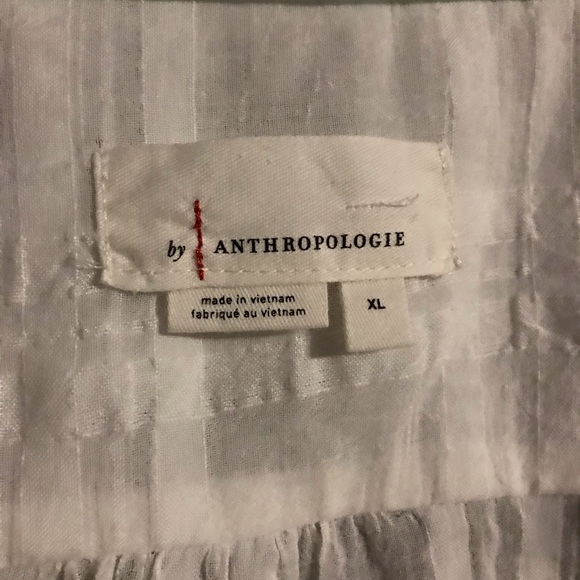 by ANTHROPOLOGIE
made in vietnam
fabriqué au vietnam
XL